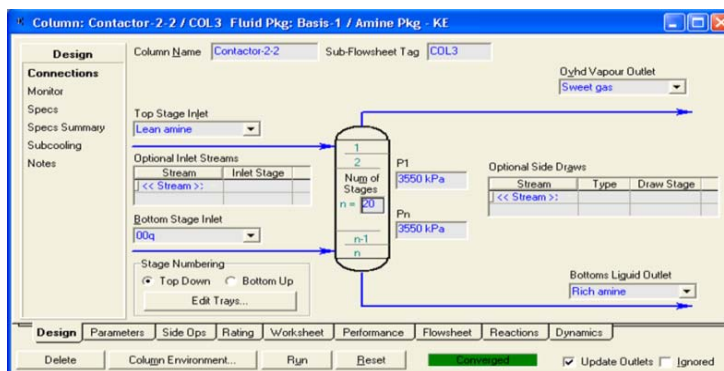 Column: Contactor-2-2 / COL3 Fluid Pkg: Basis-1 / Amine Pkg - KE
Design
Connections
Monitor
Specs
Specs Summary
Subcooling
Notes
Column Name Contactor-2-2 Sub-Flowsheet Tag COL3
Ovhd Vapour Outlet
Sweet gas
Top Stage Inlet
Lean amine
Optional Inlet Streams
Stream Inlet Stage
<< Stream >>
Bottom Stage Inlet
00q
Stage Numbering
Top Down Bottom Up
Edit Trays...
1
2
Num of
Stages
n = 20
n-1
n
P1
3550 kPa
Pn
3550 kPa
Optional Side Draws
Stream Type Draw Stage
<< Stream >>
Bottoms Liquid Outlet
Rich amine
Design Parameters Side Ops Rating Worksheet Performance Flowsheet Reactions Dynamics
Delete Column Environment... Run Reset Converged Update Outlets Ignored